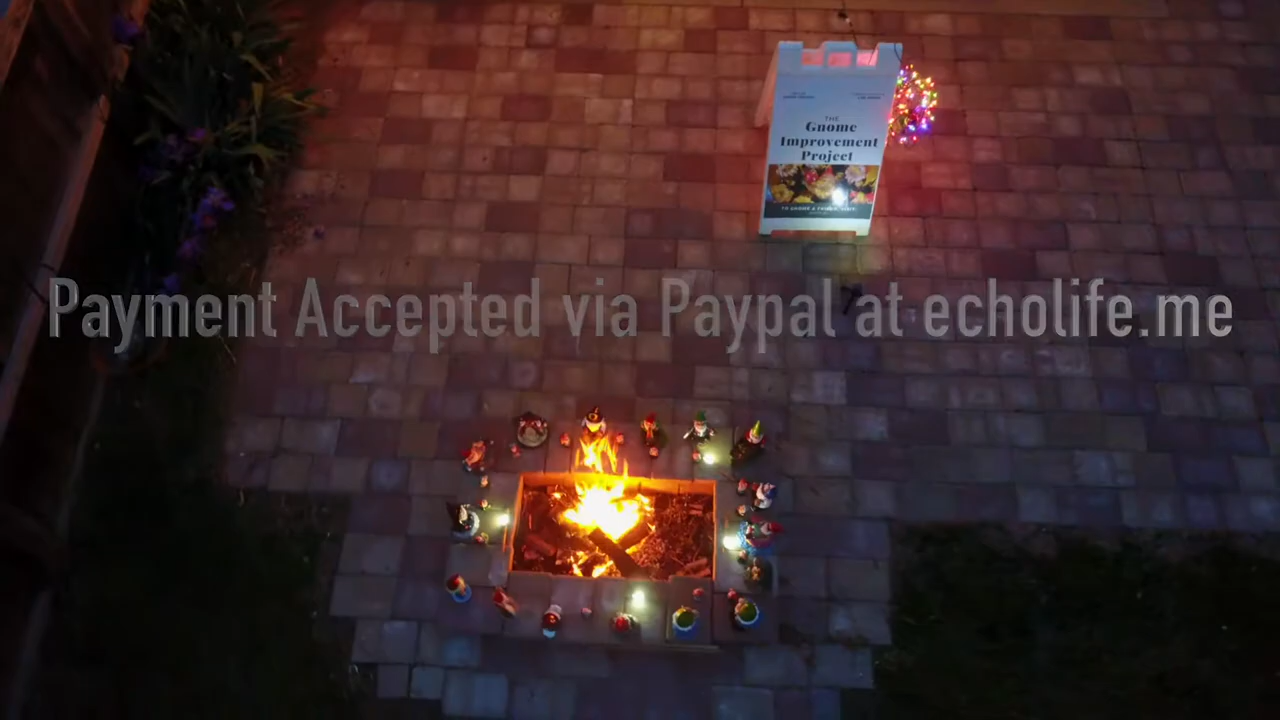 THE
Gnome
Improvement
Project
Payment Accepted via Paypal at echolife.me